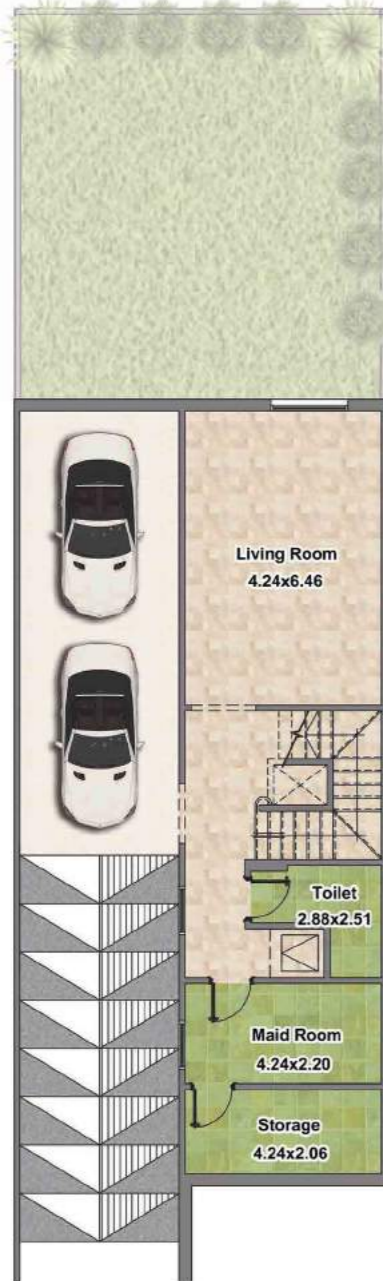 Living Room
4.24x6.46
Toilet
2.88x2.51
Maid Room
4.24x2.20
Storage
4.24x2.06